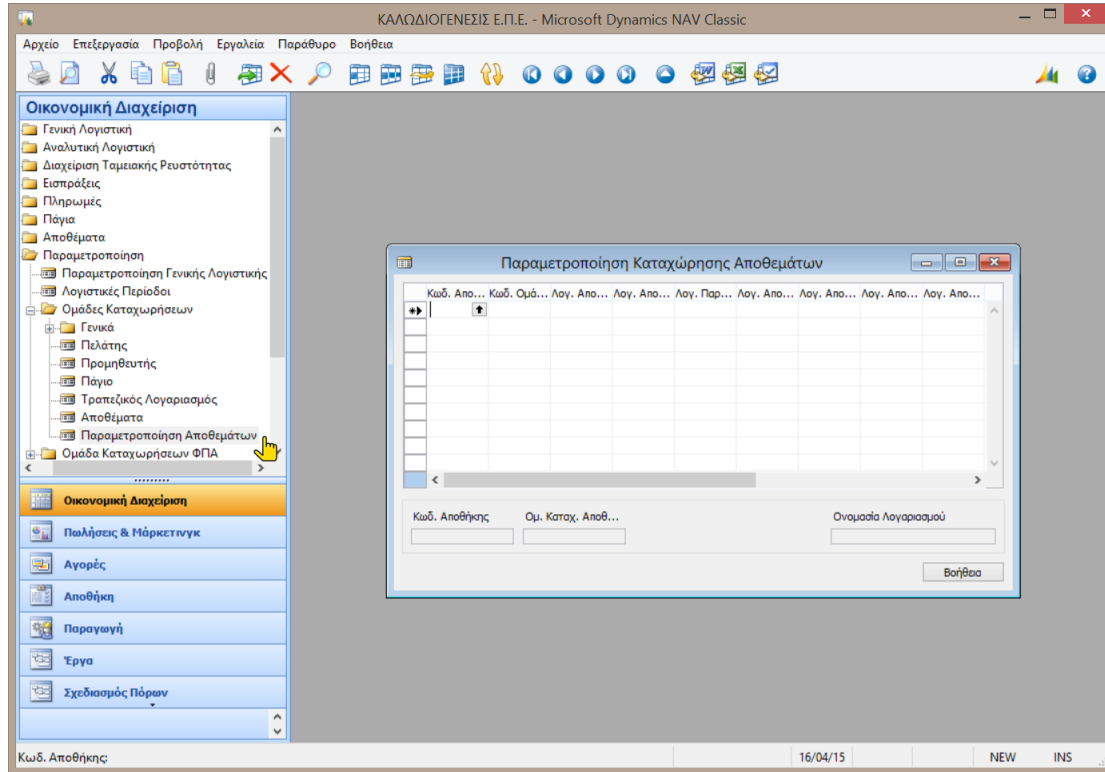 ΚΑΛΩΔΙΟΓΕΝΕΣΙΣ Ε.Π.Ε. - Microsoft Dynamics NAV Classic
Αρχείο Επεξεργασία Προβολή Εργαλεία Παράθυρο Βοήθεια
Οικονομική Διαχείριση
Γενική Λογιστική
Αναλυτική Λογιστική
Διαχείριση Ταμειακής Ρευστότητας
Εισπράξεις
Πληρωμές
Πάγια
Αποθέματα
Παραμετροποίηση
Παραμετροποίηση Γενικής Λογιστικής
Λογιστικές Περίοδοι
Ομάδες Καταχωρήσεων
Γενικά
Πελάτης
Προμηθευτής
Πάγιο
Τραπεζικός Λογαριασμός
Αποθέματα
Παραμετροποίηση Αποθεμάτων
Ομάδα Καταχωρήσεων ΦΠΑ
Οικονομική Διαχείριση
Πωλήσεις & Μάρκετινγκ
Αγορές
Αποθήκη
Παραγωγή
Έργα
Σχεδιασμός Πόρων
Παραμετροποίηση Καταχώρησης Αποθεμάτων
Κωδ. Απο... Κωδ. Ομά... Λογ. Απο... Λογ. Απο... Λογ. Παρ... Λογ. Απο... Λογ. Απο... Λογ. Απο... Λογ. Απο...
Κωδ. Αποθήκης Ομ. Καταχ. Αποθ... Ονομασία Λογαριασμού
Βοήθεια
Κωδ. Αποθήκης: 16/04/15 NEW INS